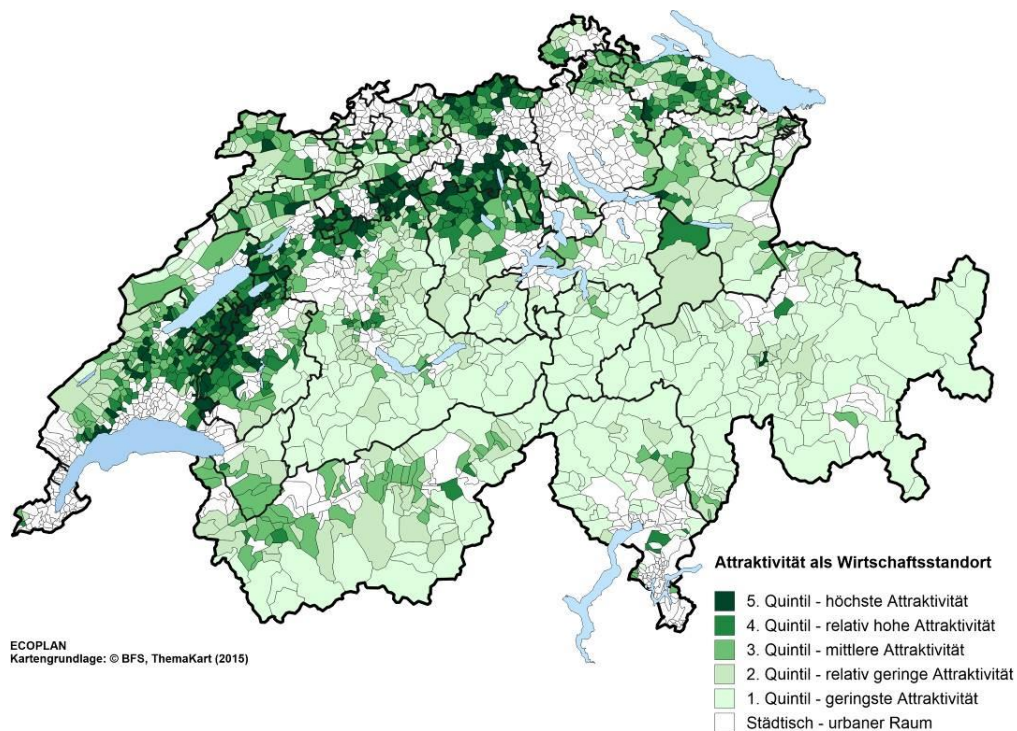 Attraktivität als Wirtschaftsstandort
5. Quintil - höchste Attraktivität
4. Quintil - relativ hohe Attraktivität
3. Quintil - mittlere Attraktivität
2. Quintil - relativ geringe Attraktivität
1. Quintil - geringste Attraktivität
Städtisch - urbaner Raum
ECOPLAN
Kartengrundlage: © BFS, ThemaKart (2015)